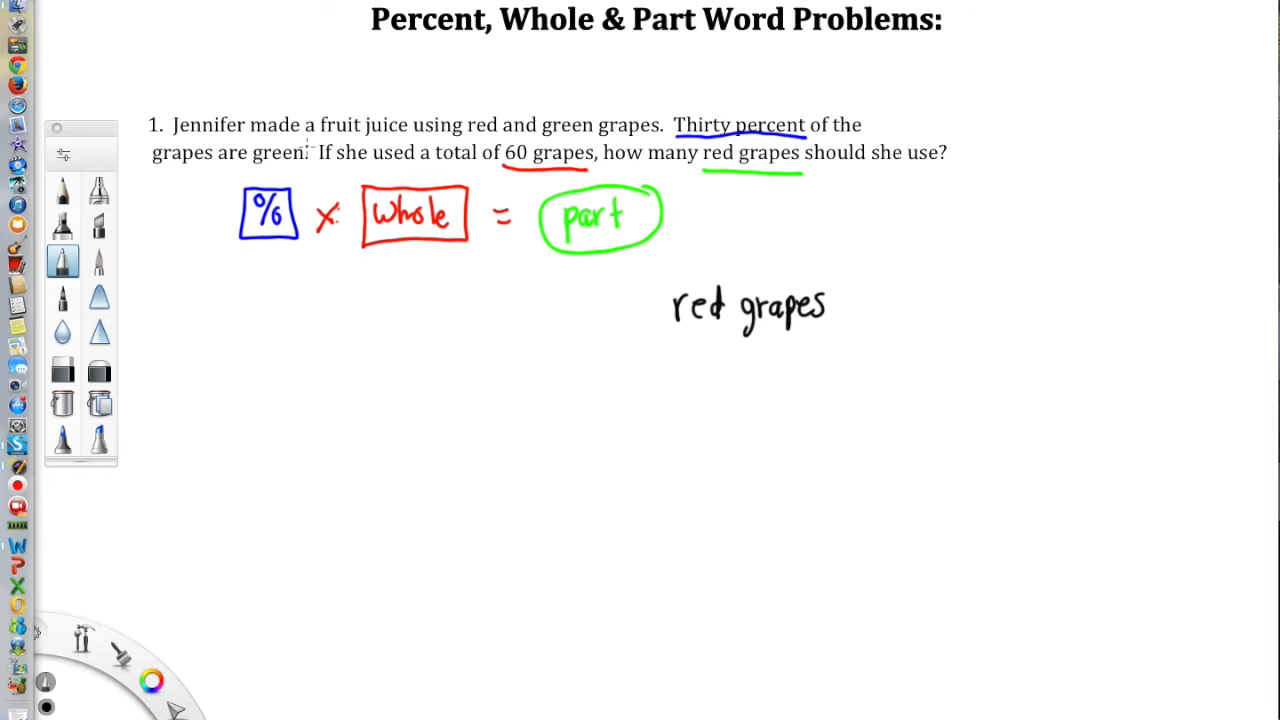 Percent, Whole & Part Word Problems:
1. Jennifer made a fruit juice using red and green grapes. Thirty percent of the
grapes are green. If she used a total of 60 grapes, how many red grapes should she use?
% × whole = part
red grapes